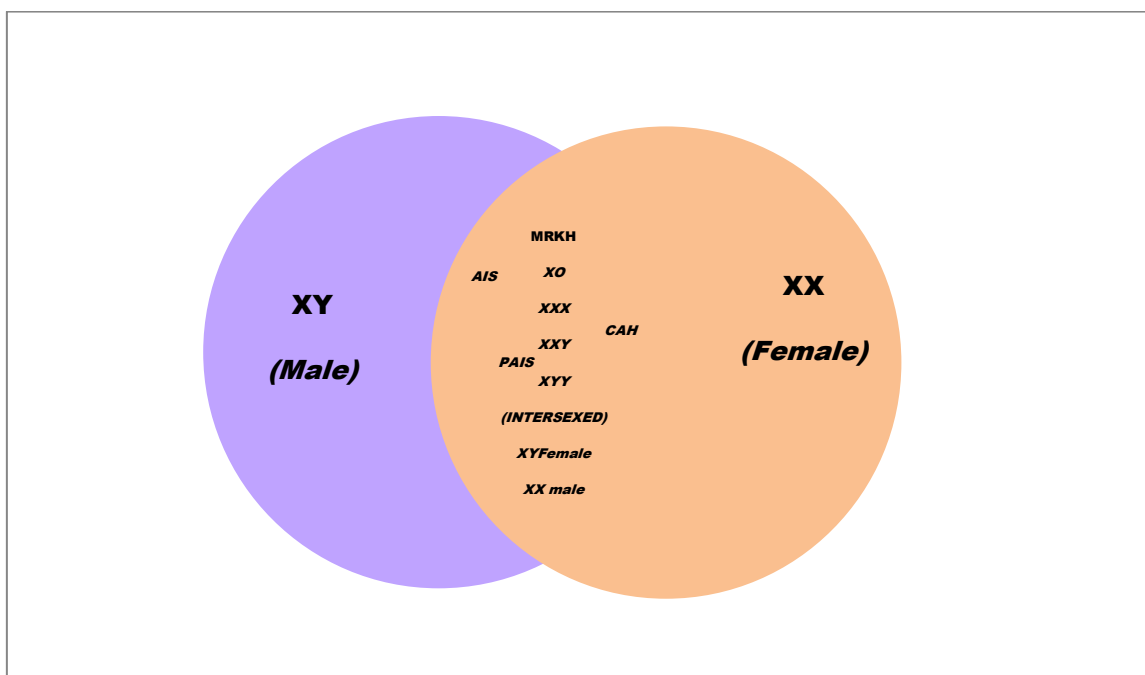 XY
(Male)
MRKH
AIS
XO
XXX
CAH
XXY
PAIS
XYY
(INTERSEXED)
XYFemale
XX male
XX
(Female)